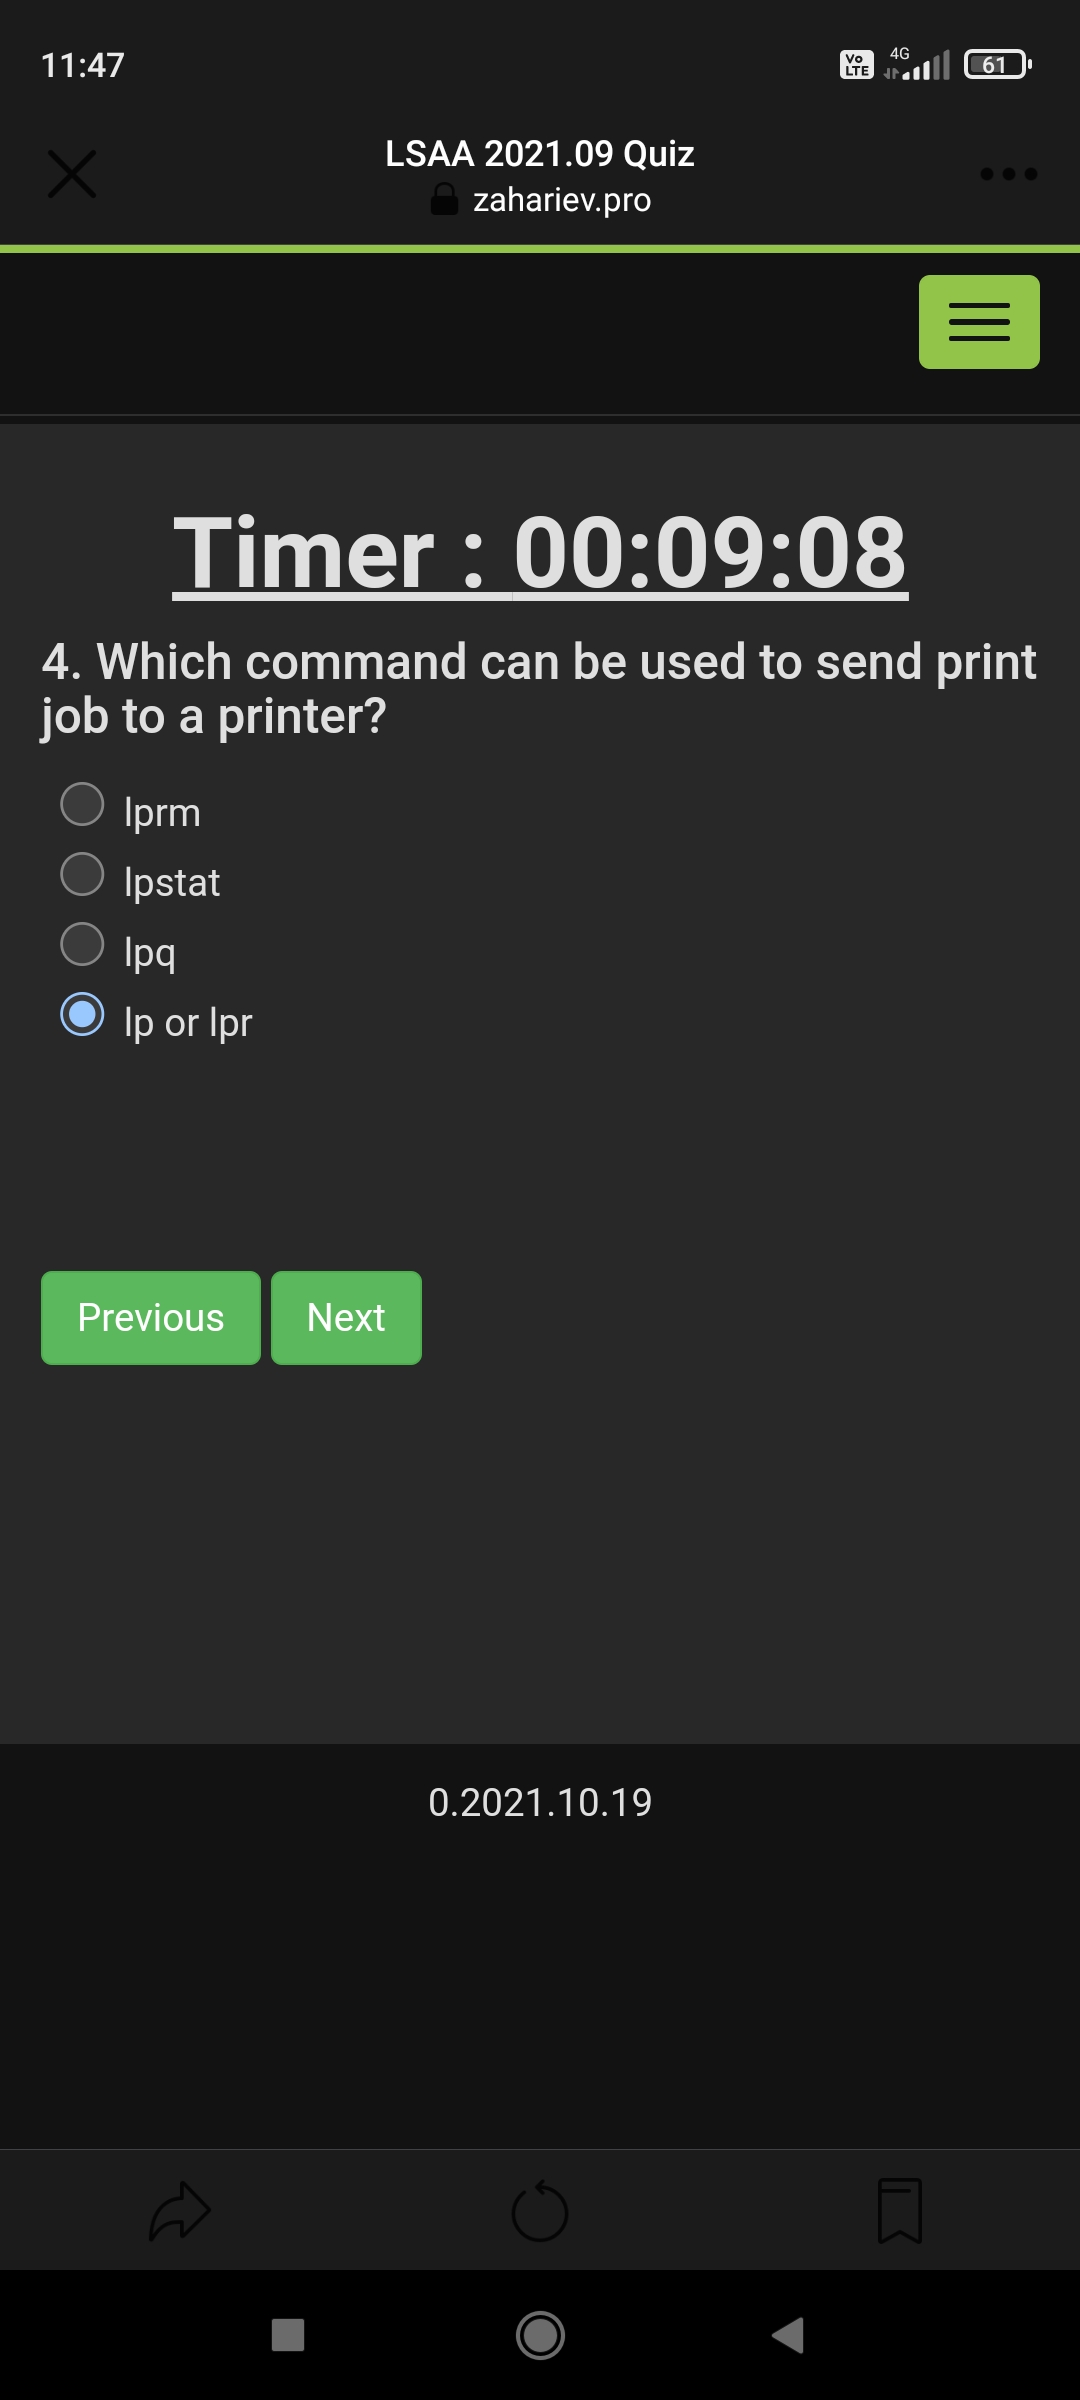 11:47
Vo LTE
4G
61
LSAA 2021.09 Quiz
zahariev.pro
Timer : 00:09:08
4. Which command can be used to send print
job to a printer?
lprm
lpstat
lpq
lp or lpr
Previous
Next
0.2021.10.19